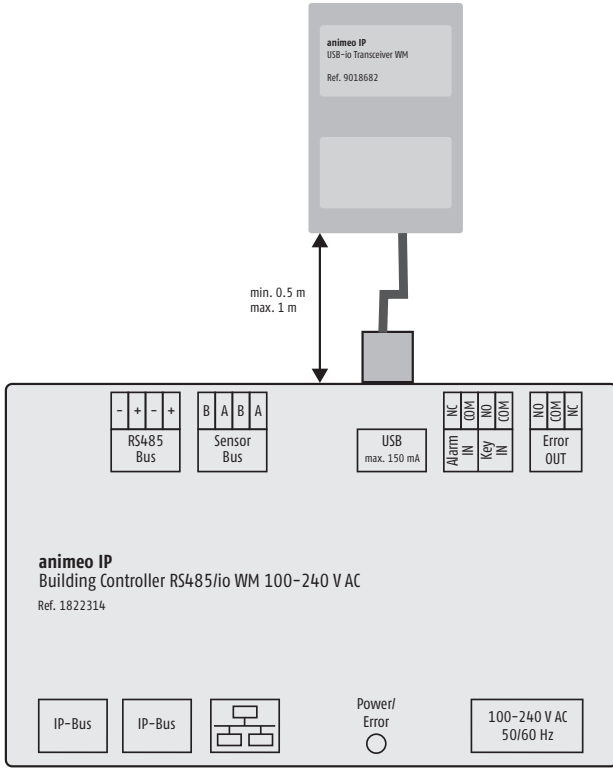 animeo IP
USB-io Transceiver WM
Ref. 9018682
min. 0.5 m
max. 1 m
- + - +
RS485
Bus
B A B A
Sensor
Bus
USB
max. 150 mA
NC COM NO COM
Alarm
IN
Key
IN
NO COM NC
Error
OUT
animeo IP
Building Controller RS485/io WM 100-240 V AC
Ref. 1822314
IP-Bus
IP-Bus
Power/
Error
100-240 V AC
50/60 Hz